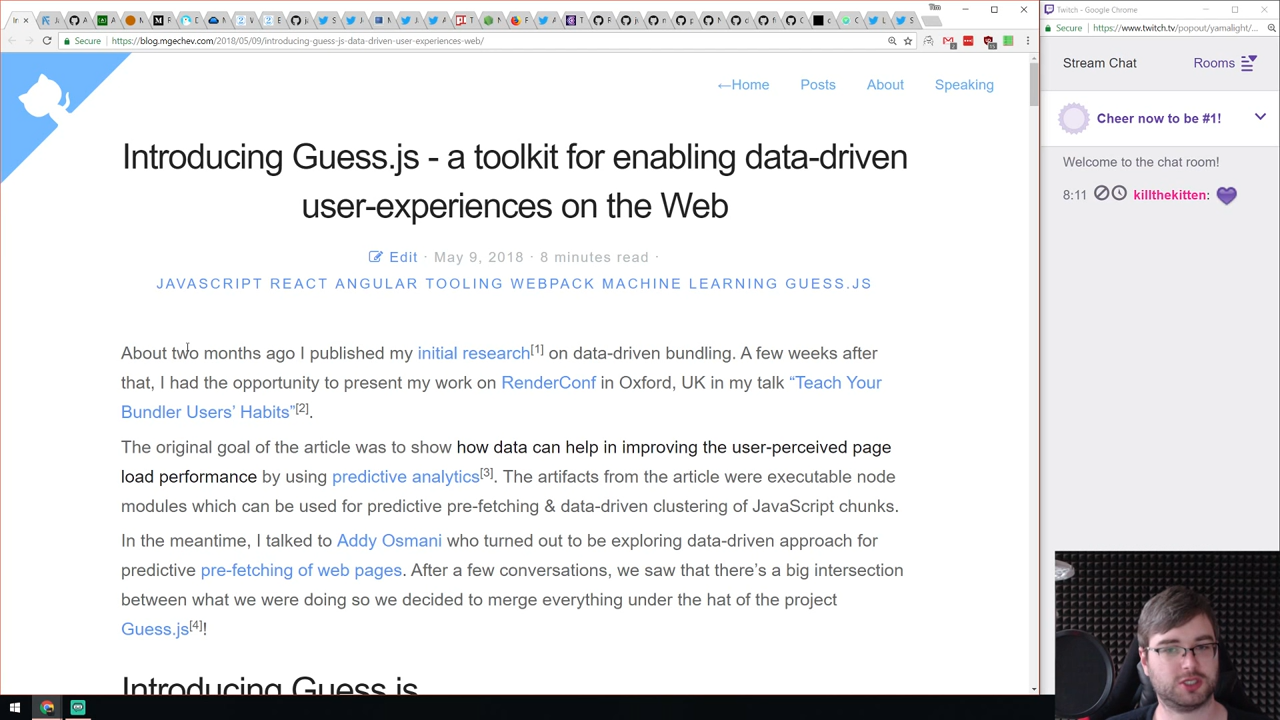 Tim
Secure
https://blog.mgechev.com/2018/05/09/introducing-guess-js-data-driven-user-experiences-web/
←Home
Posts
About
Speaking
Introducing Guess.js - a toolkit for enabling data-driven
user-experiences on the Web
Edit · May 9, 2018 · 8 minutes read ·
JAVASCRIPT REACT ANGULAR TOOLING WEBPACK MACHINE LEARNING GUESS.JS
About two months ago I published my initial research[1] on data-driven bundling. A few weeks after
that, I had the opportunity to present my work on RenderConf in Oxford, UK in my talk “Teach Your
Bundler Users’ Habits”[2].
The original goal of the article was to show how data can help in improving the user-perceived page
load performance by using predictive analytics[3]. The artifacts from the article were executable node
modules which can be used for predictive pre-fetching & data-driven clustering of JavaScript chunks.
In the meantime, I talked to Addy Osmani who turned out to be exploring data-driven approach for
predictive pre-fetching of web pages. After a few conversations, we saw that there’s a big intersection
between what we were doing so we decided to merge everything under the hat of the project
Guess.js[4]!
Introducing Guess.js
Twitch - Google Chrome
Secure
https://www.twitch.tv/popout/yamalight/...
Stream Chat
Rooms
Cheer now to be #1!
Welcome to the chat room!
8:11 killthekitten: